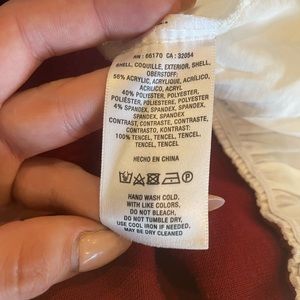 RN : 66170 CA : 32054
SHELL, COQUILLE, EXTERIOR, SHELL,
OBERSTOFF:
56% ACRYLIC, ACRYLIQUE, ACRÍLICO,
ACRILICO, ACRYL
40% POLYESTER, POLYESTER,
POLIÉSTER, POLIESTERE, POLYESTER
4% SPANDEX, SPANDEX, SPANDEX,
SPANDEX, SPANDEX
CONTRAST, CONTRASTE, CONTRASTE,
CONTRASTO, KONTRAST
100% TENCEL, TENCEL, TENCEL,
TENCEL, TENCEL
HECHO EN CHINA
HAND WASH COLD,
WITH LIKE COLORS,
DO NOT BLEACH,
DO NOT TUMBLE DRY,
USE COOL IRON IF NEEDED,
MAY BE DRY CLEANED